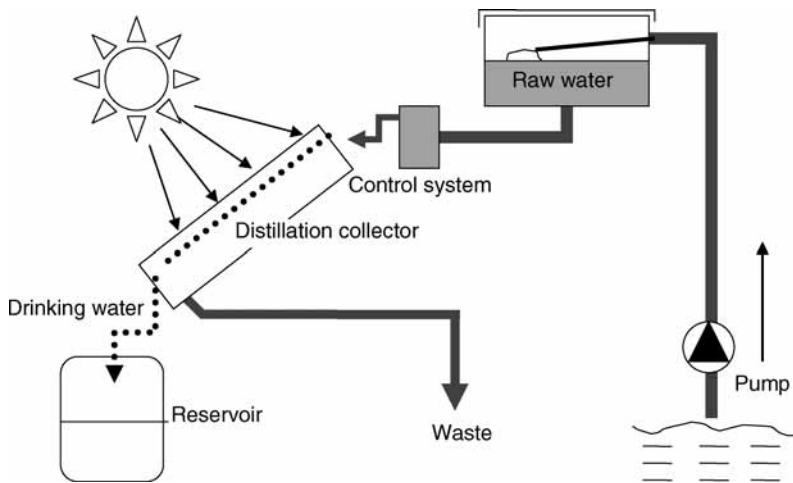 Raw water
Control system
Distillation collector
Drinking water
Pump
Reservoir
Waste